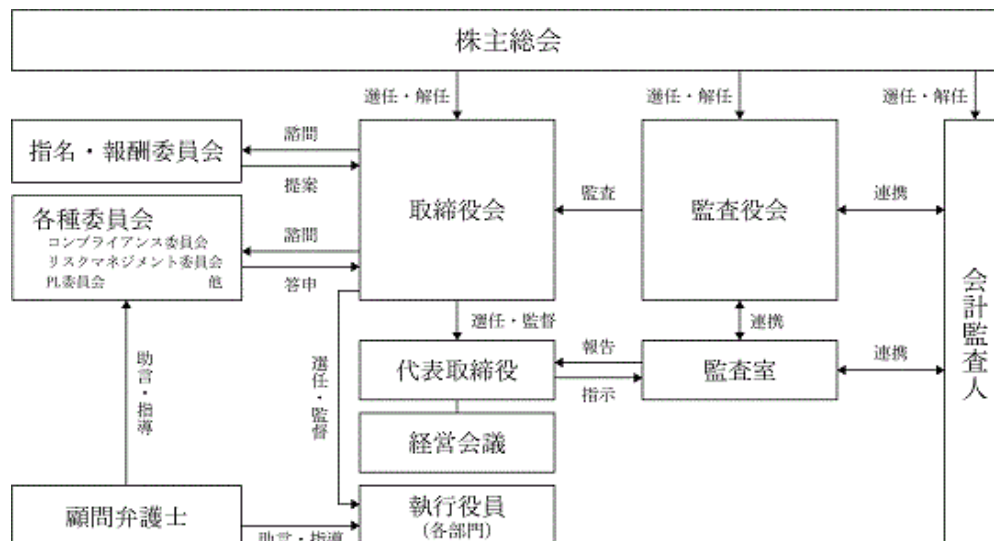 株主総会
選任・解任
選任・解任
選任・解任
指名・報酬委員会
諮問
提案
取締役会
監査
監査役会
連携
各種委員会
コンプライアンス委員会
リスクマネジメント委員会
PL委員会 他
諮問
答申
会計監査人
選任・監督
連携
助言・指導
選任・監督
代表取締役
報告
指示
監査室
連携
経営会議
顧問弁護士
助言・指導
執行役員
(各部門)